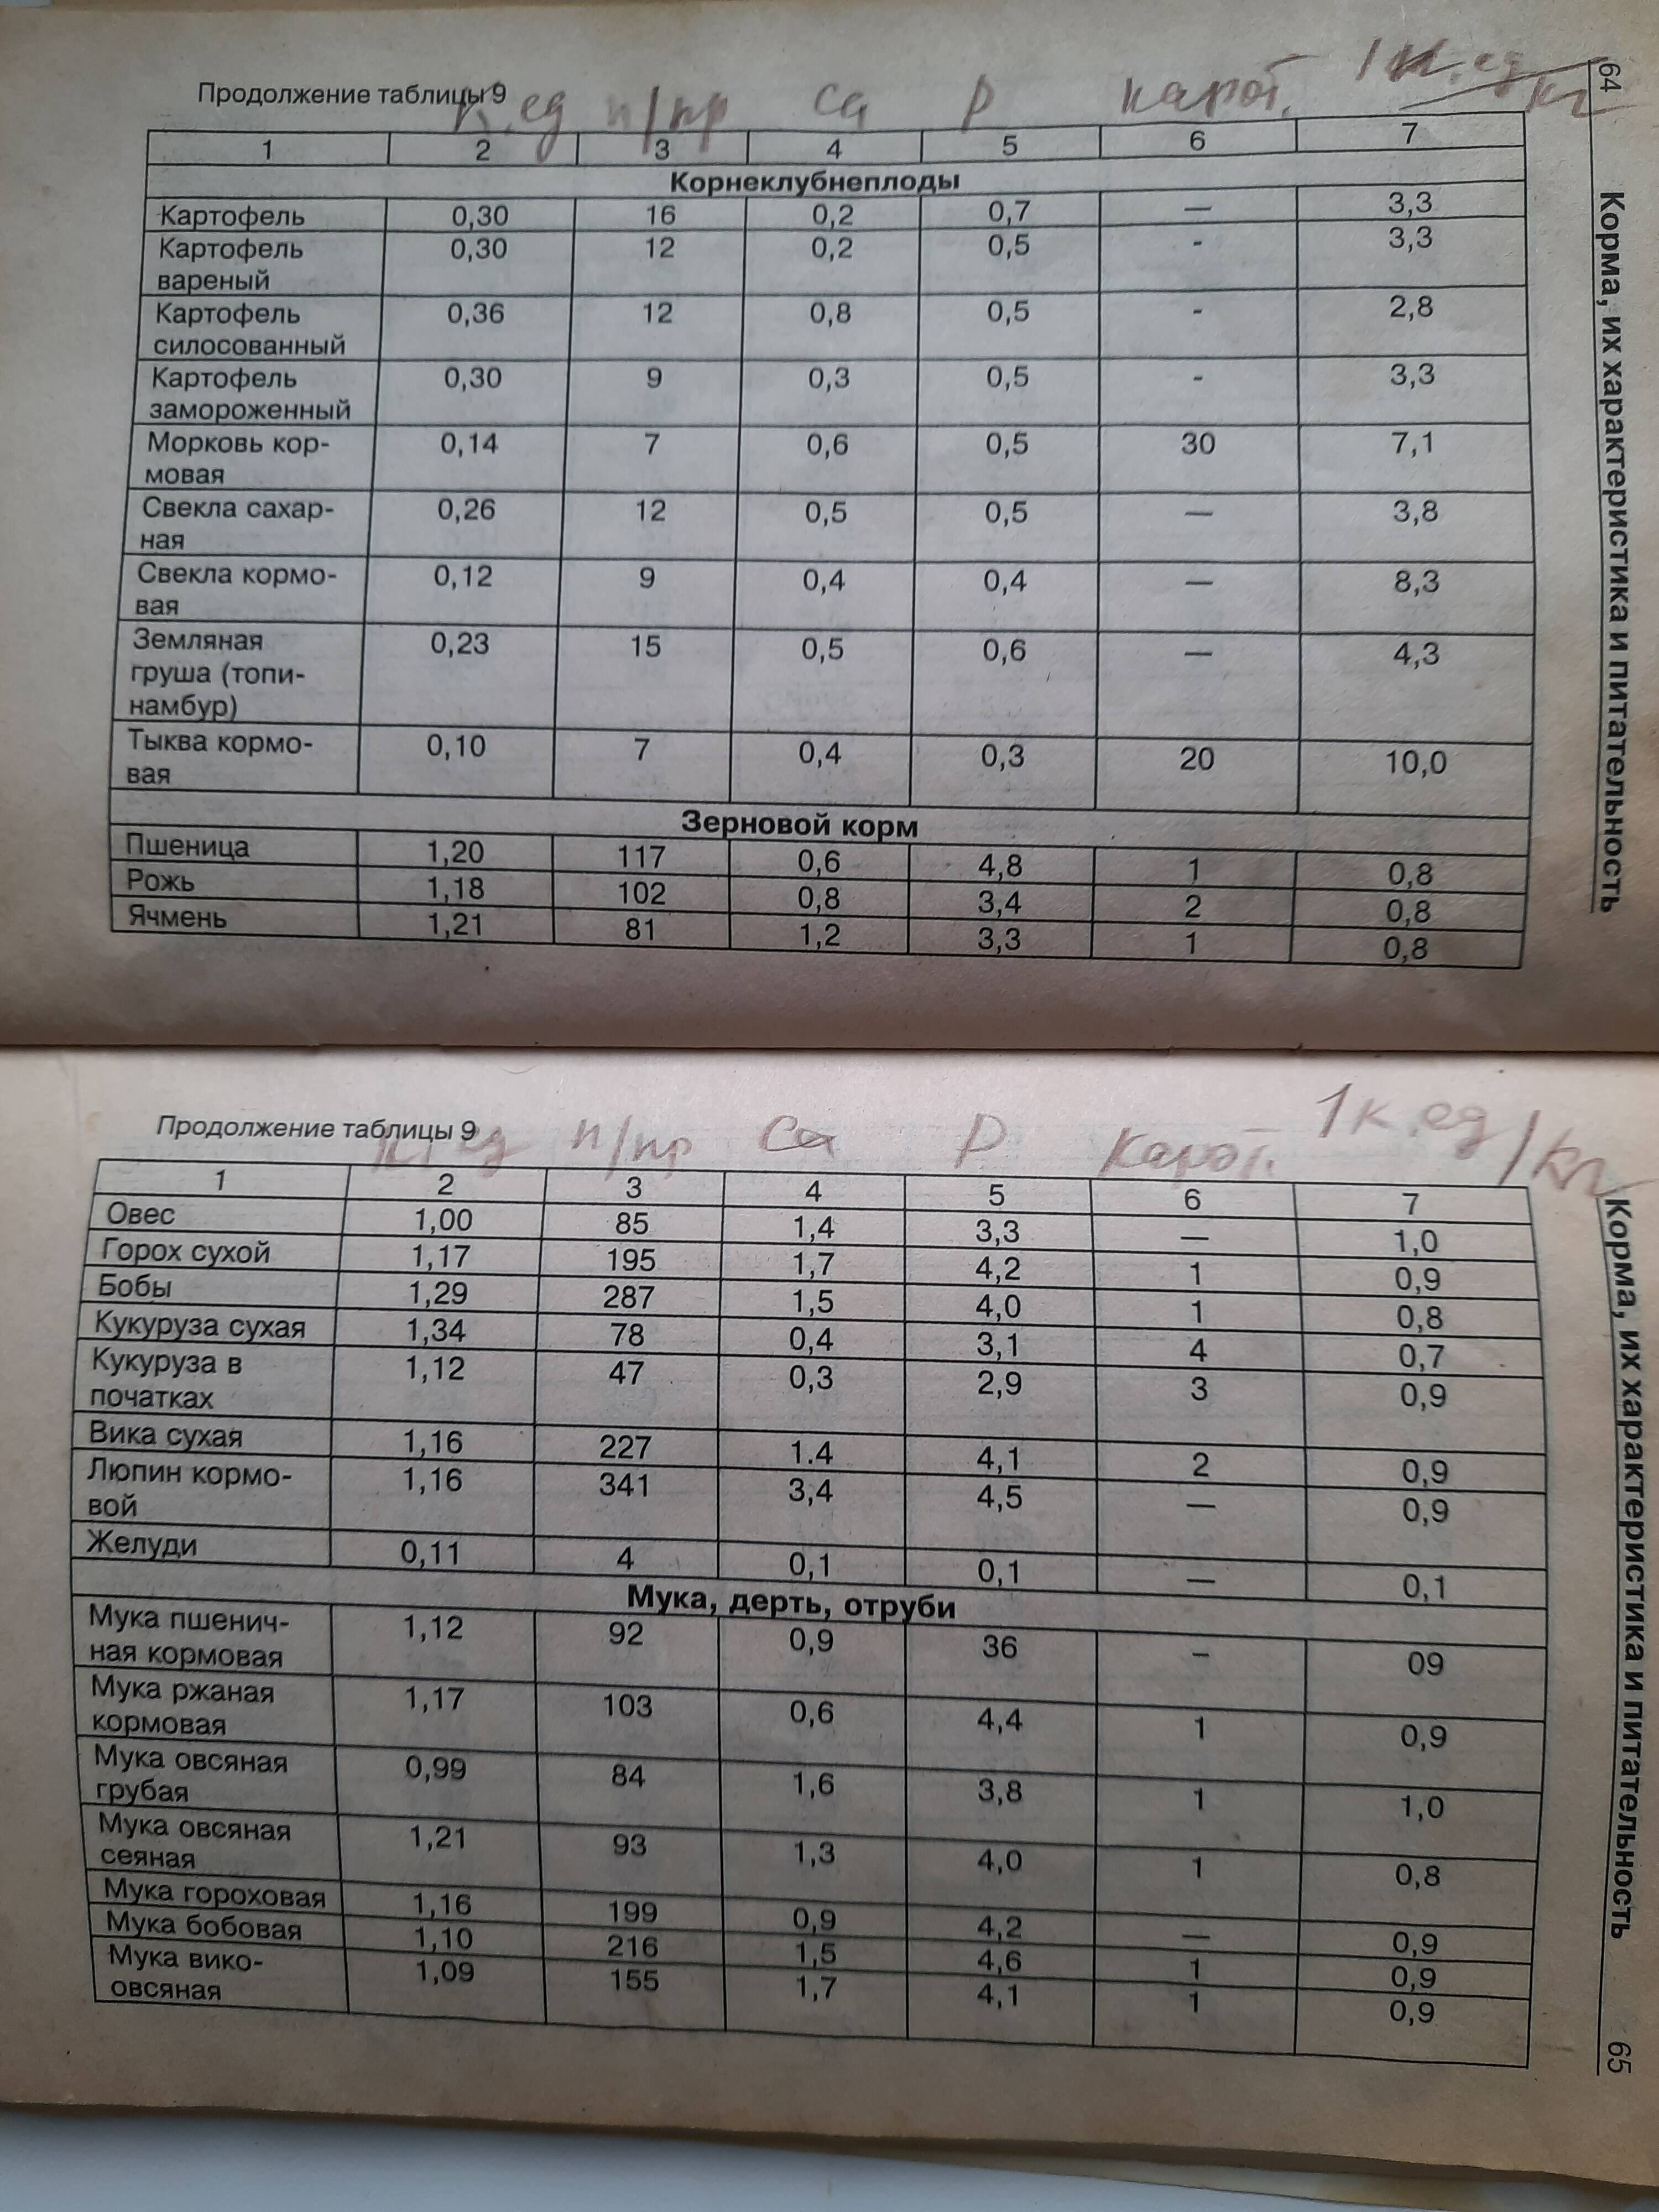 Продолжение таблицы 9
к.ед п/пр Ca P карот. 1 к.ед кг
64
Корма, их характеристика и питательность
1 2 3 4 5 6 7
Корнеклубнеплоды
Картофель 0,30 16 0,2 0,7 — 3,3
Картофель 0,30 12 0,2 0,5 - 3,3
вареный
Картофель 0,36 12 0,8 0,5 - 2,8
силосованный
Картофель 0,30 9 0,3 0,5 - 3,3
замороженный
Морковь кор- 0,14 7 0,6 0,5 30 7,1
мовая
Свекла сахар- 0,26 12 0,5 0,5 — 3,8
ная
Свекла кормо- 0,12 9 0,4 0,4 — 8,3
вая
Земляная 0,23 15 0,5 0,6 — 4,3
груша (топи-
намбур)
Тыква кормо- 0,10 7 0,4 0,3 20 10,0
вая
Зерновой корм
Пшеница 1,20 117 0,6 4,8 1 0,8
Рожь 1,18 102 0,8 3,4 2 0,8
Ячмень 1,21 81 1,2 3,3 1 0,8
Продолжение таблицы 9
к.ед п/пр Ca P карот. 1 к.ед/кг
Корма, их характеристика и питательность
65
1 2 3 4 5 6 7
Овес 1,00 85 1,4 3,3 — 1,0
Горох сухой 1,17 195 1,7 4,2 1 0,9
Бобы 1,29 287 1,5 4,0 1 0,8
Кукуруза сухая 1,34 78 0,4 3,1 4 0,7
Кукуруза в 1,12 47 0,3 2,9 3 0,9
початках
Вика сухая 1,16 227 1.4 4,1 2 0,9
Люпин кормо- 1,16 341 3,4 4,5 — 0,9
вой
Желуди 0,11 4 0,1 0,1 — 0,1
Мука, дерть, отруби
Мука пшенич- 1,12 92 0,9 36 – 09
ная кормовая
Мука ржаная 1,17 103 0,6 4,4 1 0,9
кормовая
Мука овсяная 0,99 84 1,6 3,8 1 1,0
грубая
Мука овсяная 1,21 93 1,3 4,0 1 0,8
сеяная
Мука гороховая 1,16 199 0,9 4,2 — 0,9
Мука бобовая 1,10 216 1,5 4,6 1 0,9
Мука вико- 1,09 155 1,7 4,1 1 0,9
овсяная